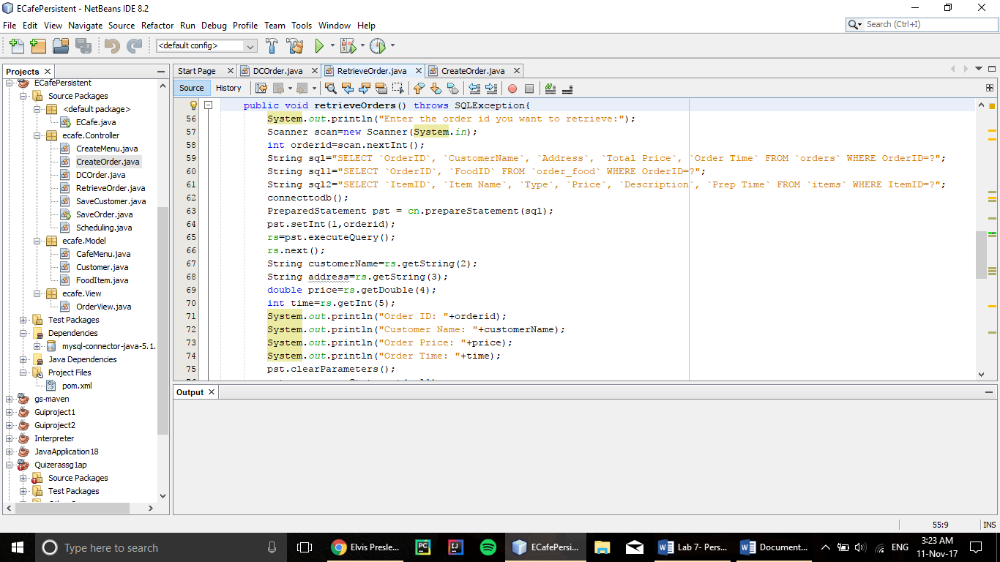 ECafePersistent - NetBeans IDE 8.2
File Edit View Navigate Source Refactor Run Debug Profile Team Tools Window Help
Search (Ctrl+I)
<default config>
Projects
ECafePersistent
Source Packages
<default package>
ECafe.java
ecafe.Controller
CreateMenu.java
CreateOrder.java
DCOrder.java
RetrieveOrder.java
SaveCustomer.java
SaveOrder.java
Scheduling.java
ecafe.Model
CafeMenu.java
Customer.java
FoodItem.java
ecafe.View
OrderView.java
Test Packages
Dependencies
mysql-connector-java-5.1.
Java Dependencies
Project Files
pom.xml
gs-maven
Guiproject1
Guiproject2
Interpreter
JavaApplication18
Quizerassg1ap
Source Packages
Test Packages
Start Page DCOrder.java RetrieveOrder.java CreateOrder.java
Source History
public void retrieveOrders() throws SQLException{
56 System.out.println("Enter the order id you want to retrieve:");
57 Scanner scan=new Scanner(System.in);
58 int orderid=scan.nextInt();
59 String sql="SELECT `OrderID`, `CustomerName`, `Address`, `Total Price`, `Order Time` FROM `orders` WHERE OrderID=?";
60 String sql1="SELECT `OrderID`, `FoodID` FROM `order_food` WHERE OrderID=?";
61 String sql2="SELECT `ItemID`, `Item Name`, `Type`, `Price`, `Description`, `Prep Time` FROM `items` WHERE ItemID=?";
62 connecttodb();
63 PreparedStatement pst = cn.prepareStatement(sql);
64 pst.setInt(1,orderid);
65 rs=pst.executeQuery();
66 rs.next();
67 String customerName=rs.getString(2);
68 String address=rs.getString(3);
69 double price=rs.getDouble(4);
70 int time=rs.getInt(5);
71 System.out.println("Order ID: "+orderid);
72 System.out.println("Customer Name: "+customerName);
73 System.out.println("Order Price: "+price);
74 System.out.println("Order Time: "+time);
75 pst.clearParameters();
Output
55:9 INS
Type here to search
Elvis Presle...
ECafePersi...
Lab 7- Pers...
Document...
ENG
3:23 AM
11-Nov-17